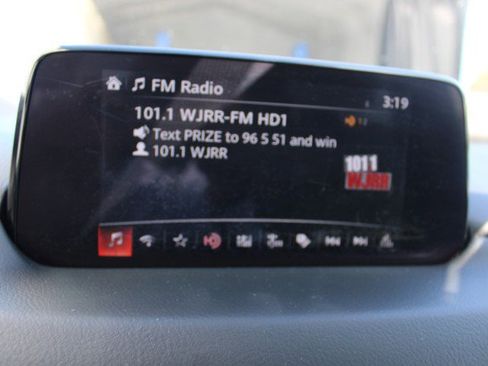 FM Radio
3:19
101.1 WJRR-FM HD1
Text PRIZE to 96 5 51 and win
101.1 WJRR
101.1
WJRR